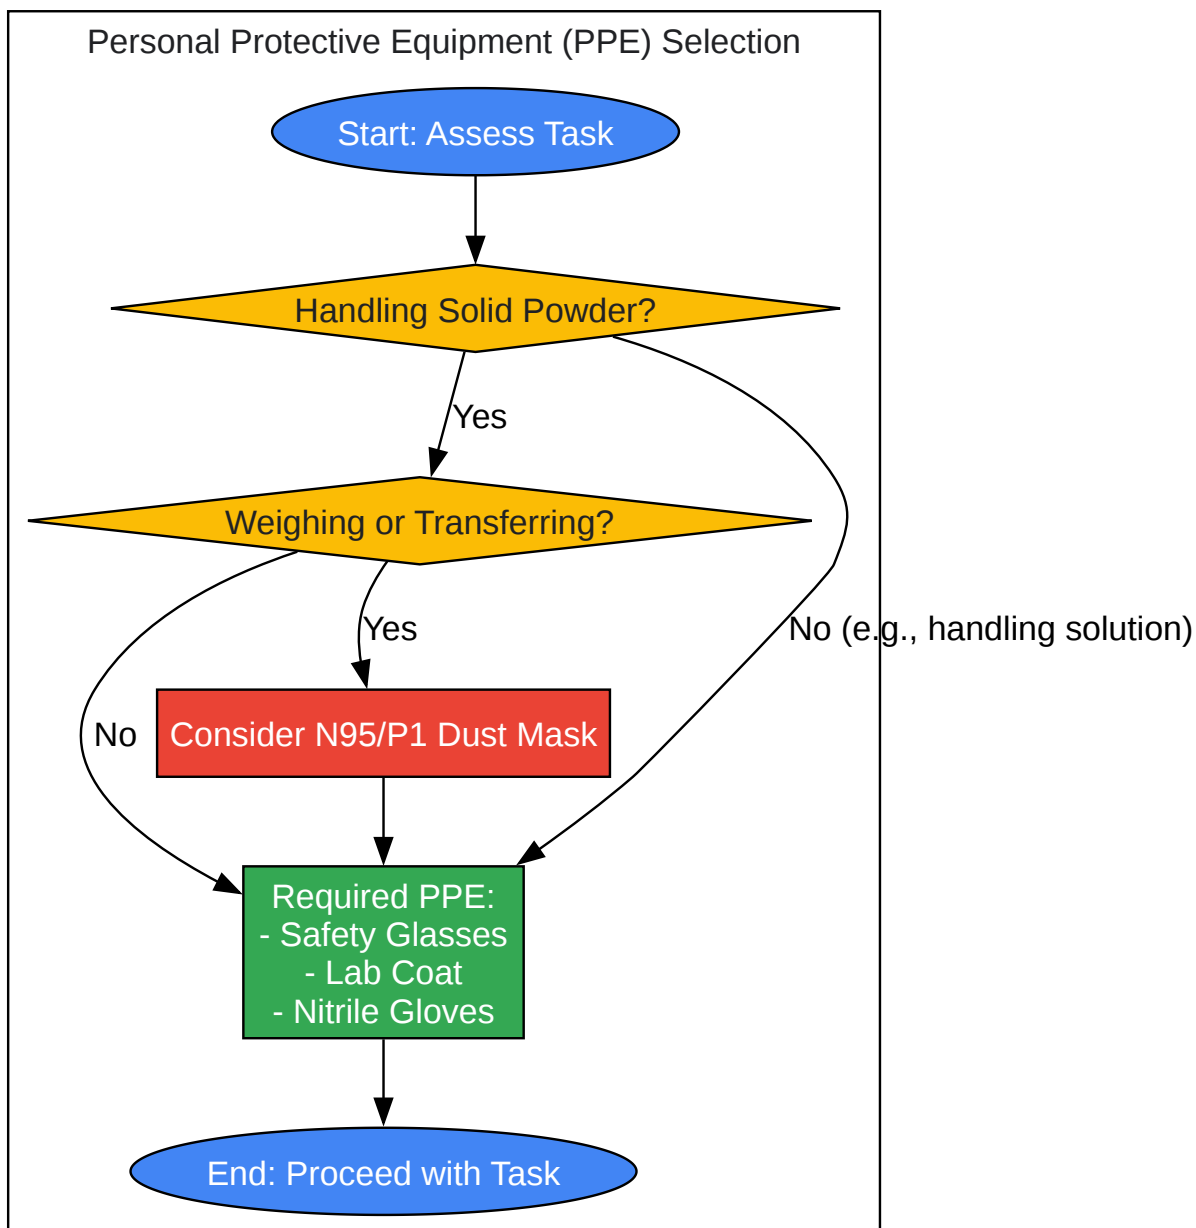 Personal Protective Equipment (PPE) Selection
Start: Assess Task
Handling Solid Powder?
Yes
Weighing or Transferring?
Yes
No (e.g., handling solution)
No
Consider N95/P1 Dust Mask
Required PPE:
- Safety Glasses
- Lab Coat
- Nitrile Gloves
End: Proceed with Task